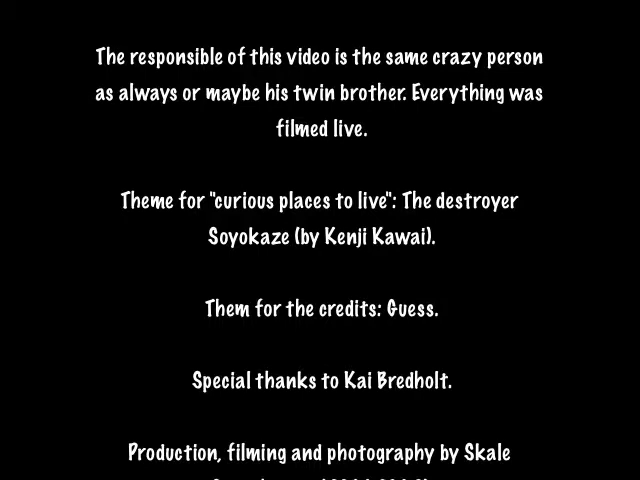 The responsible of this video is the same crazy person
as always or maybe his twin brother. Everything was
filmed live.
Theme for "curious places to live": The destroyer
Soyokaze (by Kenji Kawai).
Them for the credits: Guess.
Special thanks to Kai Bredholt.
Production, filming and photography by Skale